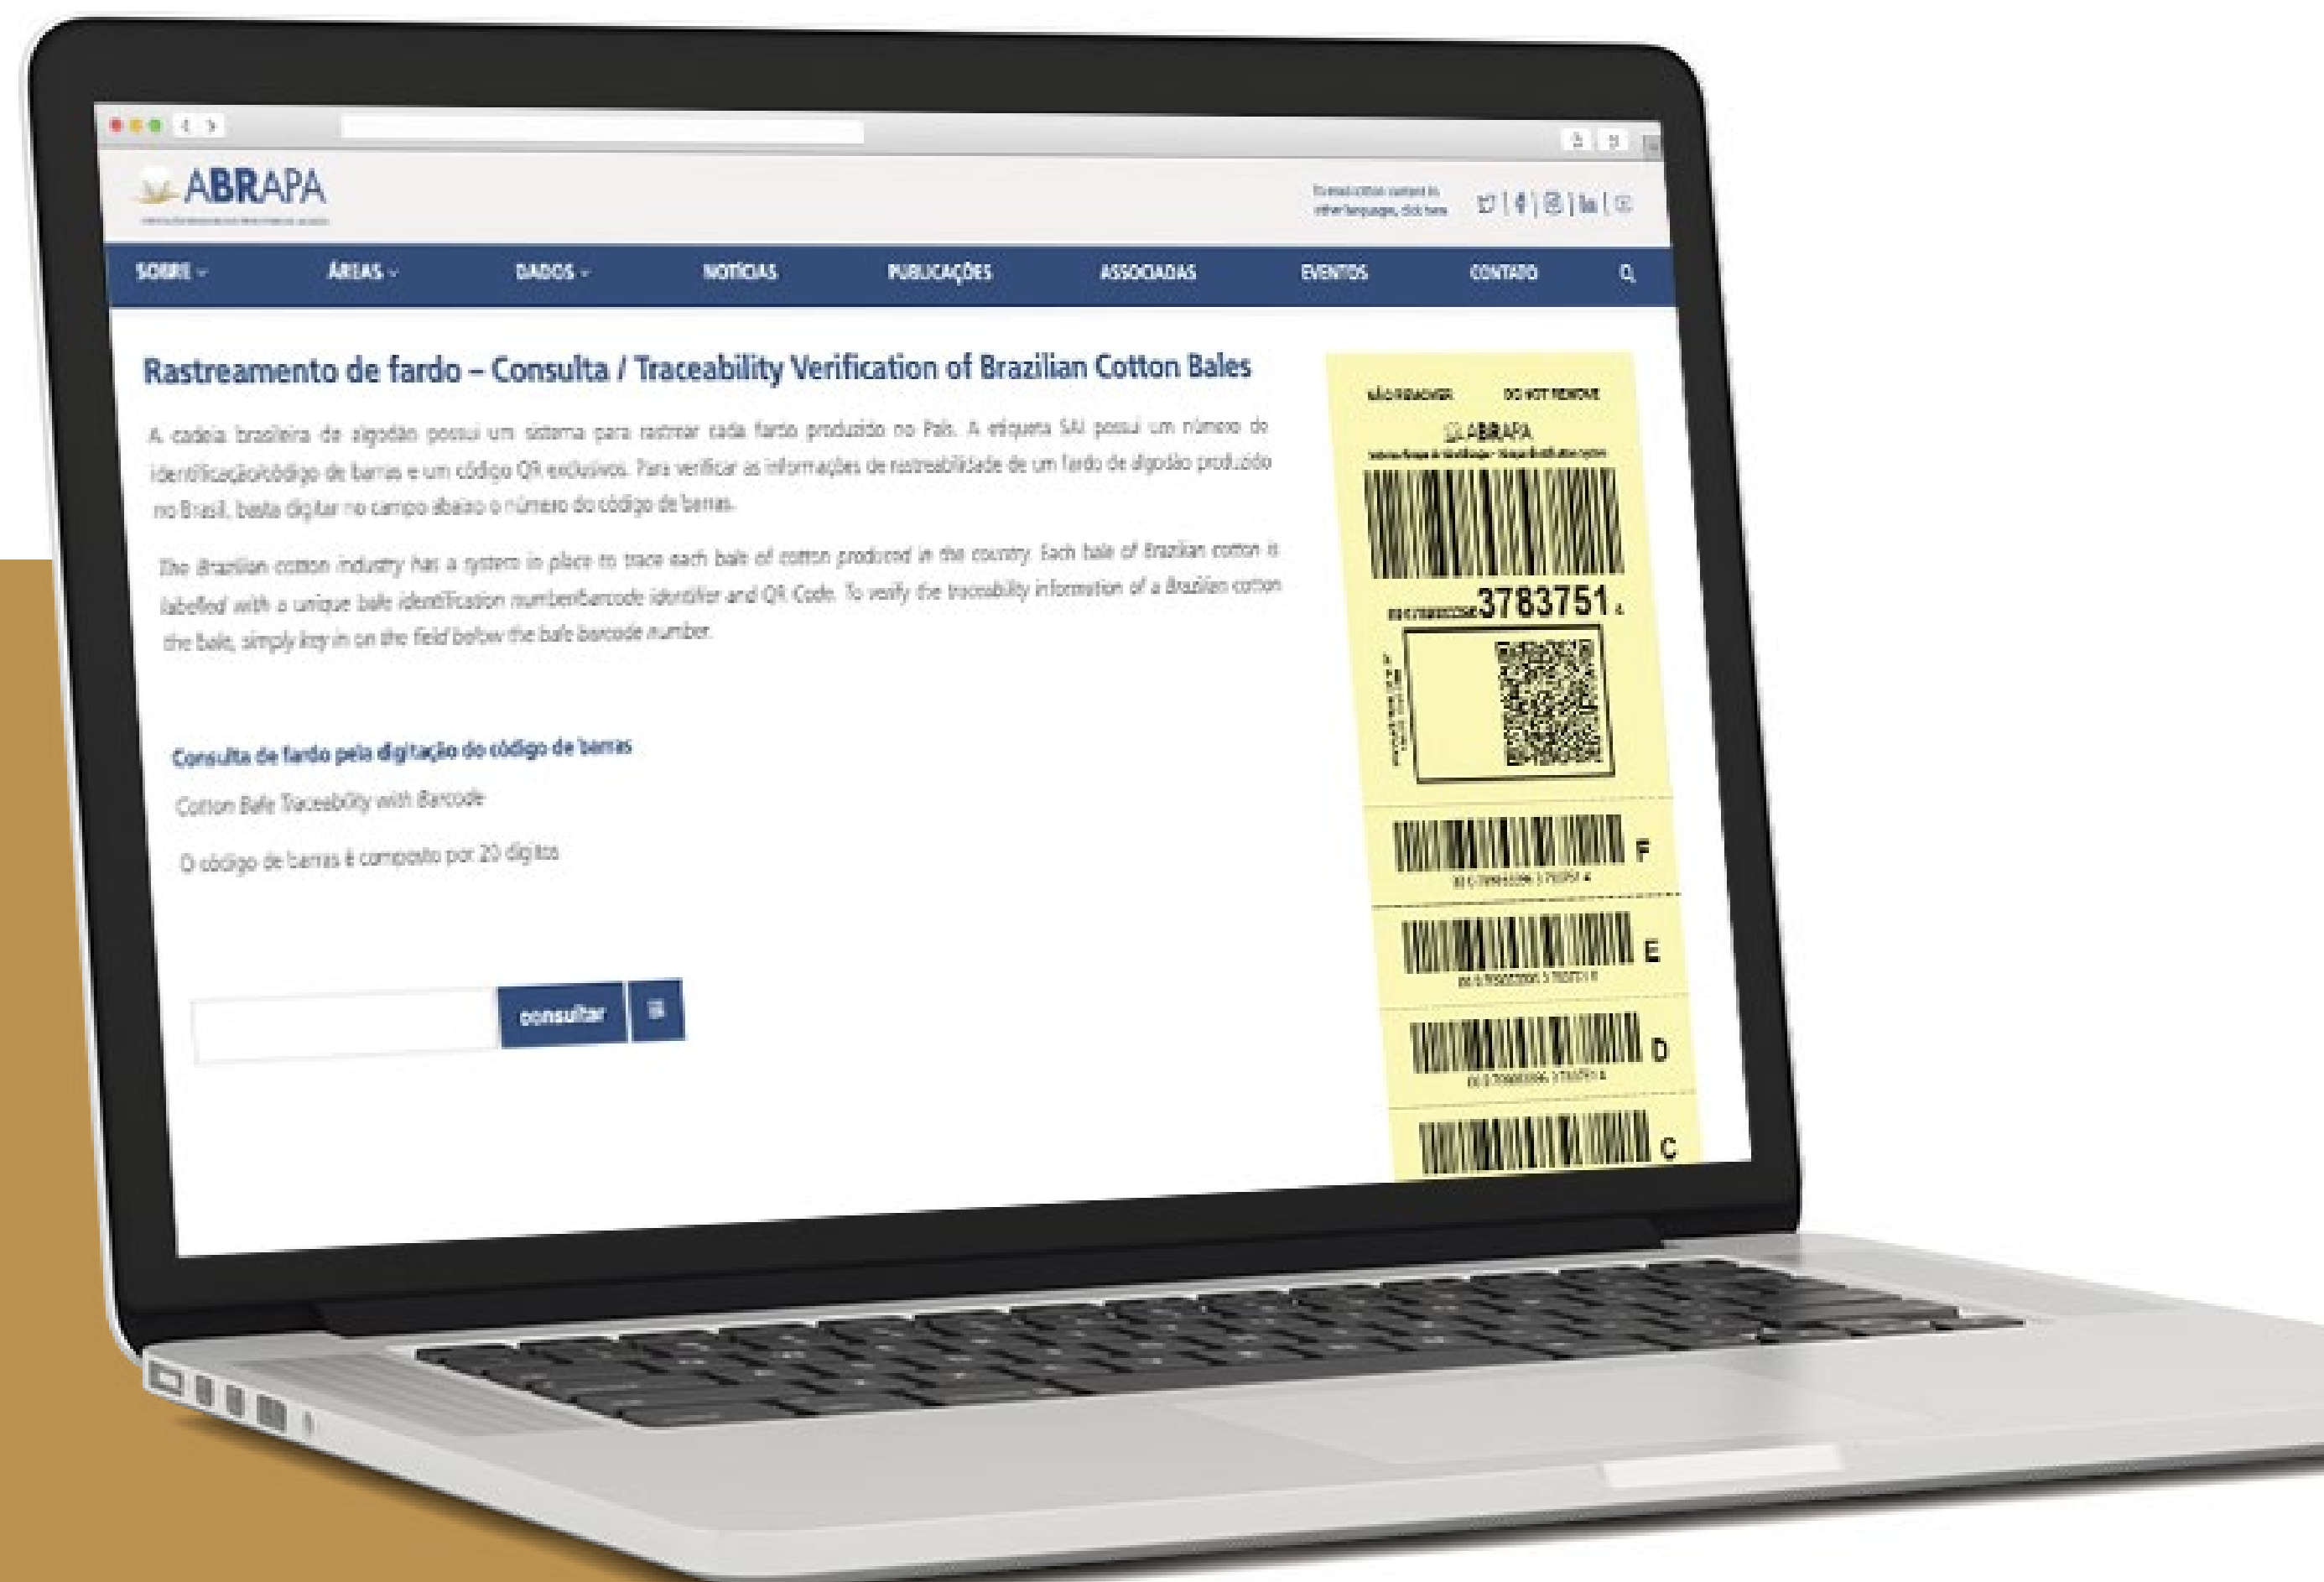 ABRAPA
other languages, click here
SOBRE
ÁREAS
DADOS
NOTÍCIAS
PUBLICAÇÕES
ASSOCIADAS
EVENTOS
CONTATO
Rastreamento de fardo – Consulta / Traceability Verification of Brazilian Cotton Bales
A cadeia brasileira de algodão possui um sistema para rastrear cada fardo produzido no País. A etiqueta SAI possui um número de
identificação/código de barras e um código QR exclusivos. Para verificar as informações de rastreabilidade de um fardo de algodão produzido
no Brasil, basta digitar no campo abaixo o número do código de barras.
The Brazilian cotton industry has a system in place to trace each bale of cotton produced in the country. Each bale of Brazilian cotton is
labelled with a unique bale identification number/barcode identifier and QR Code. To verify the traceability information of a Brazilian cotton
the bale, simply key in on the field below the bale barcode number.
Consulta de fardo pela digitação do código de barras
Cotton Bale Traceability with Barcode
O código de barras é composto por 20 dígitos
consultar
NÃO REMOVER DO NOT REMOVE
ABRAPA
3783751
F
E
D
C